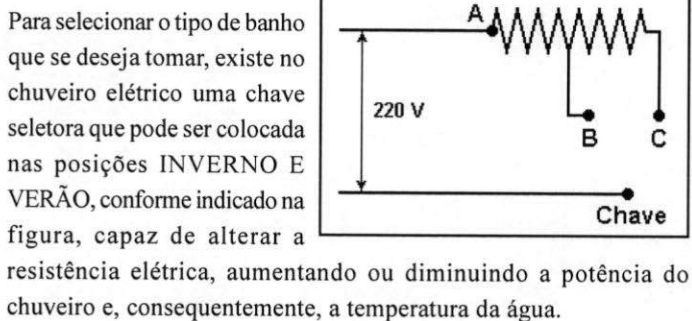 Para selecionar o tipo de banho
que se deseja tomar, existe no
chuveiro elétrico uma chave
seletora que pode ser colocada
nas posições INVERNO E
VERÃO, conforme indicado na
figura, capaz de alterar a
resistência elétrica, aumentando ou diminuindo a potência do
chuveiro e, consequentemente, a temperatura da água.
A
220 V
B C
Chave